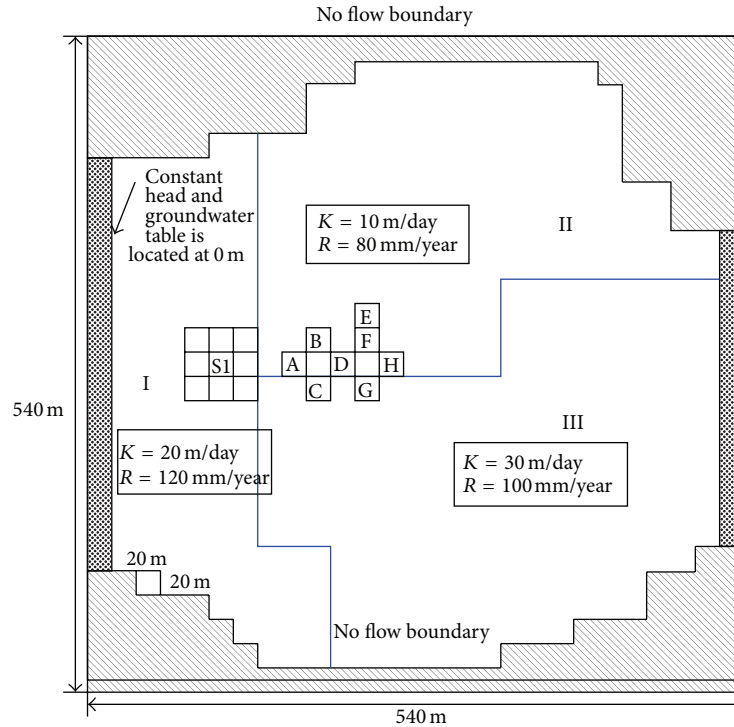 No flow boundary
Constant
head and
groundwater
table is
located at 0 m
K = 10 m/day
R = 80 mm/year
II
E
B
F
S1
A
D
H
I
C
G
540 m
III
K = 20 m/day
R = 120 mm/year
K = 30 m/day
R = 100 mm/year
20 m
20 m
No flow boundary
540 m